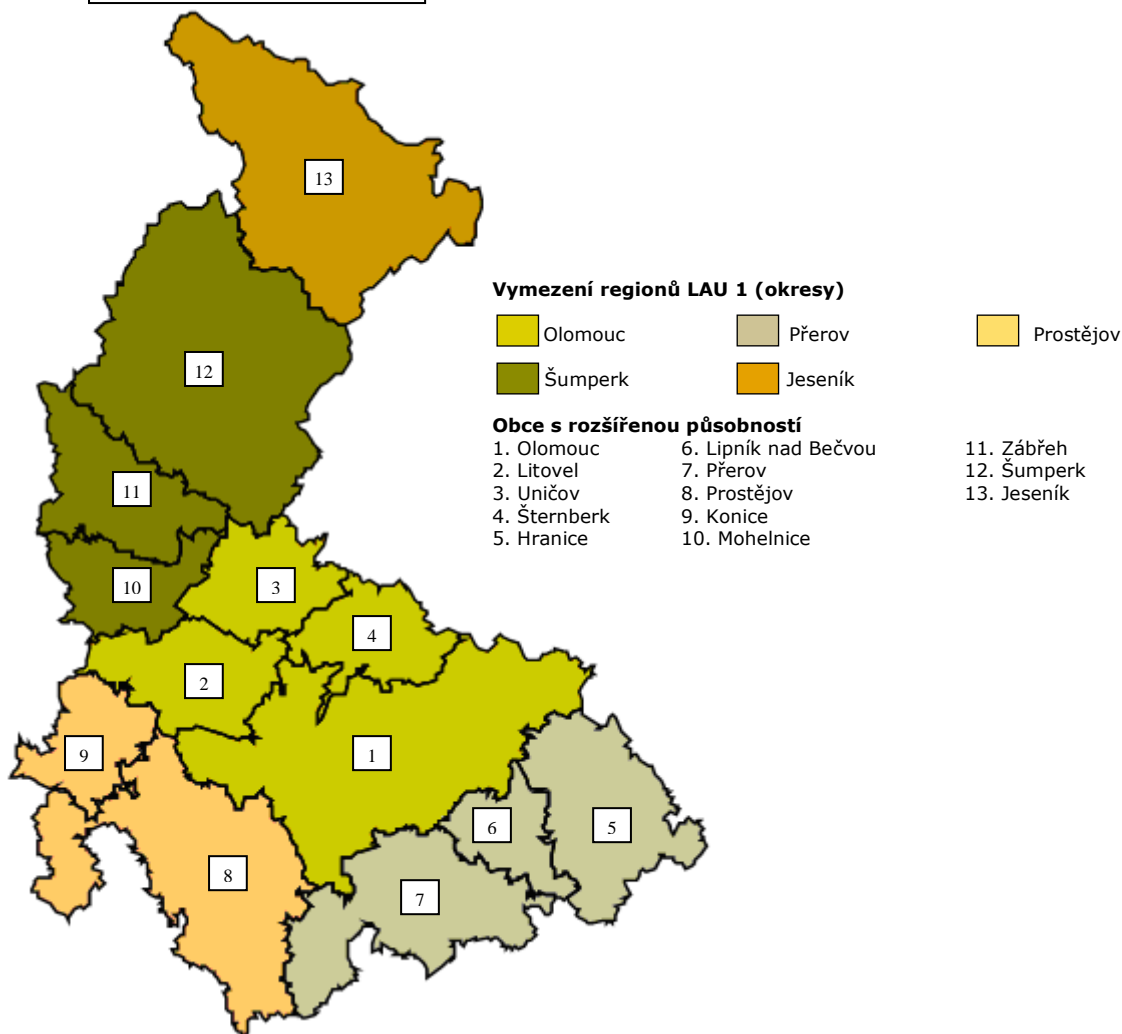 13
12
11
10
3
4
2
9
1
6
5
8
7
Vymezení regionů LAU 1 (okresy)
Olomouc Přerov Prostějov
Šumperk Jeseník
Obce s rozšířenou působností
1. Olomouc 6. Lipník nad Bečvou 11. Zábřeh
2. Litovel 7. Přerov 12. Šumperk
3. Uničov 8. Prostějov 13. Jeseník
4. Šternberk 9. Konice
5. Hranice 10. Mohelnice